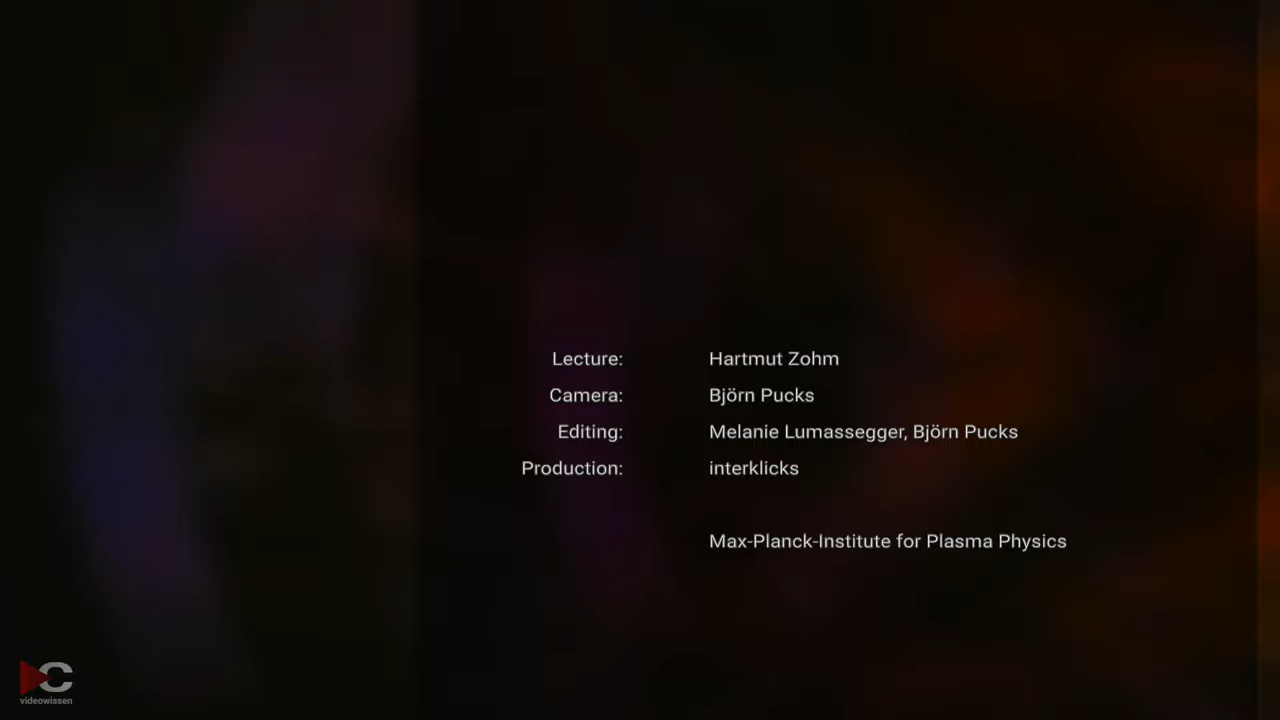 Lecture: Hartmut Zohm
Camera: Björn Pucks
Editing: Melanie Lumassegger, Björn Pucks
Production: interklicks
Max-Planck-Institute for Plasma Physics
C
videowissen